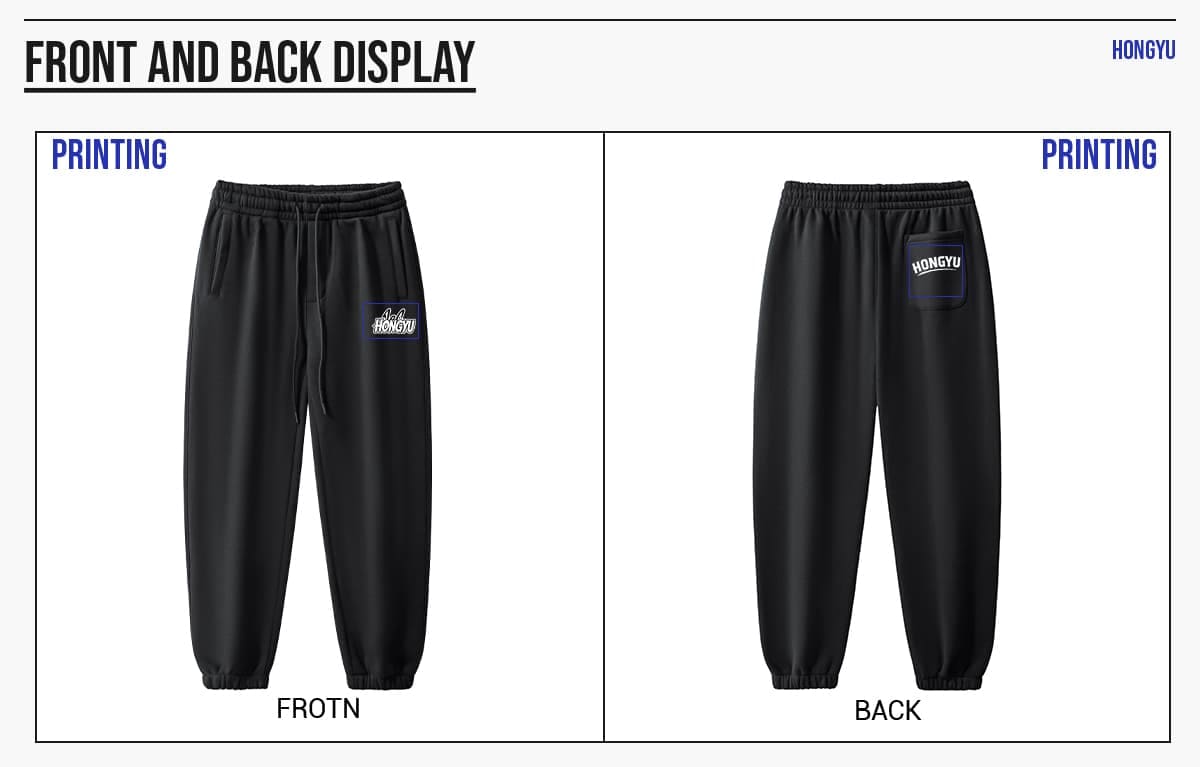 FRONT AND BACK DISPLAY
HONGYU
PRINTING
PRINTING
HONGYU
HONGYU
FROTN
BACK